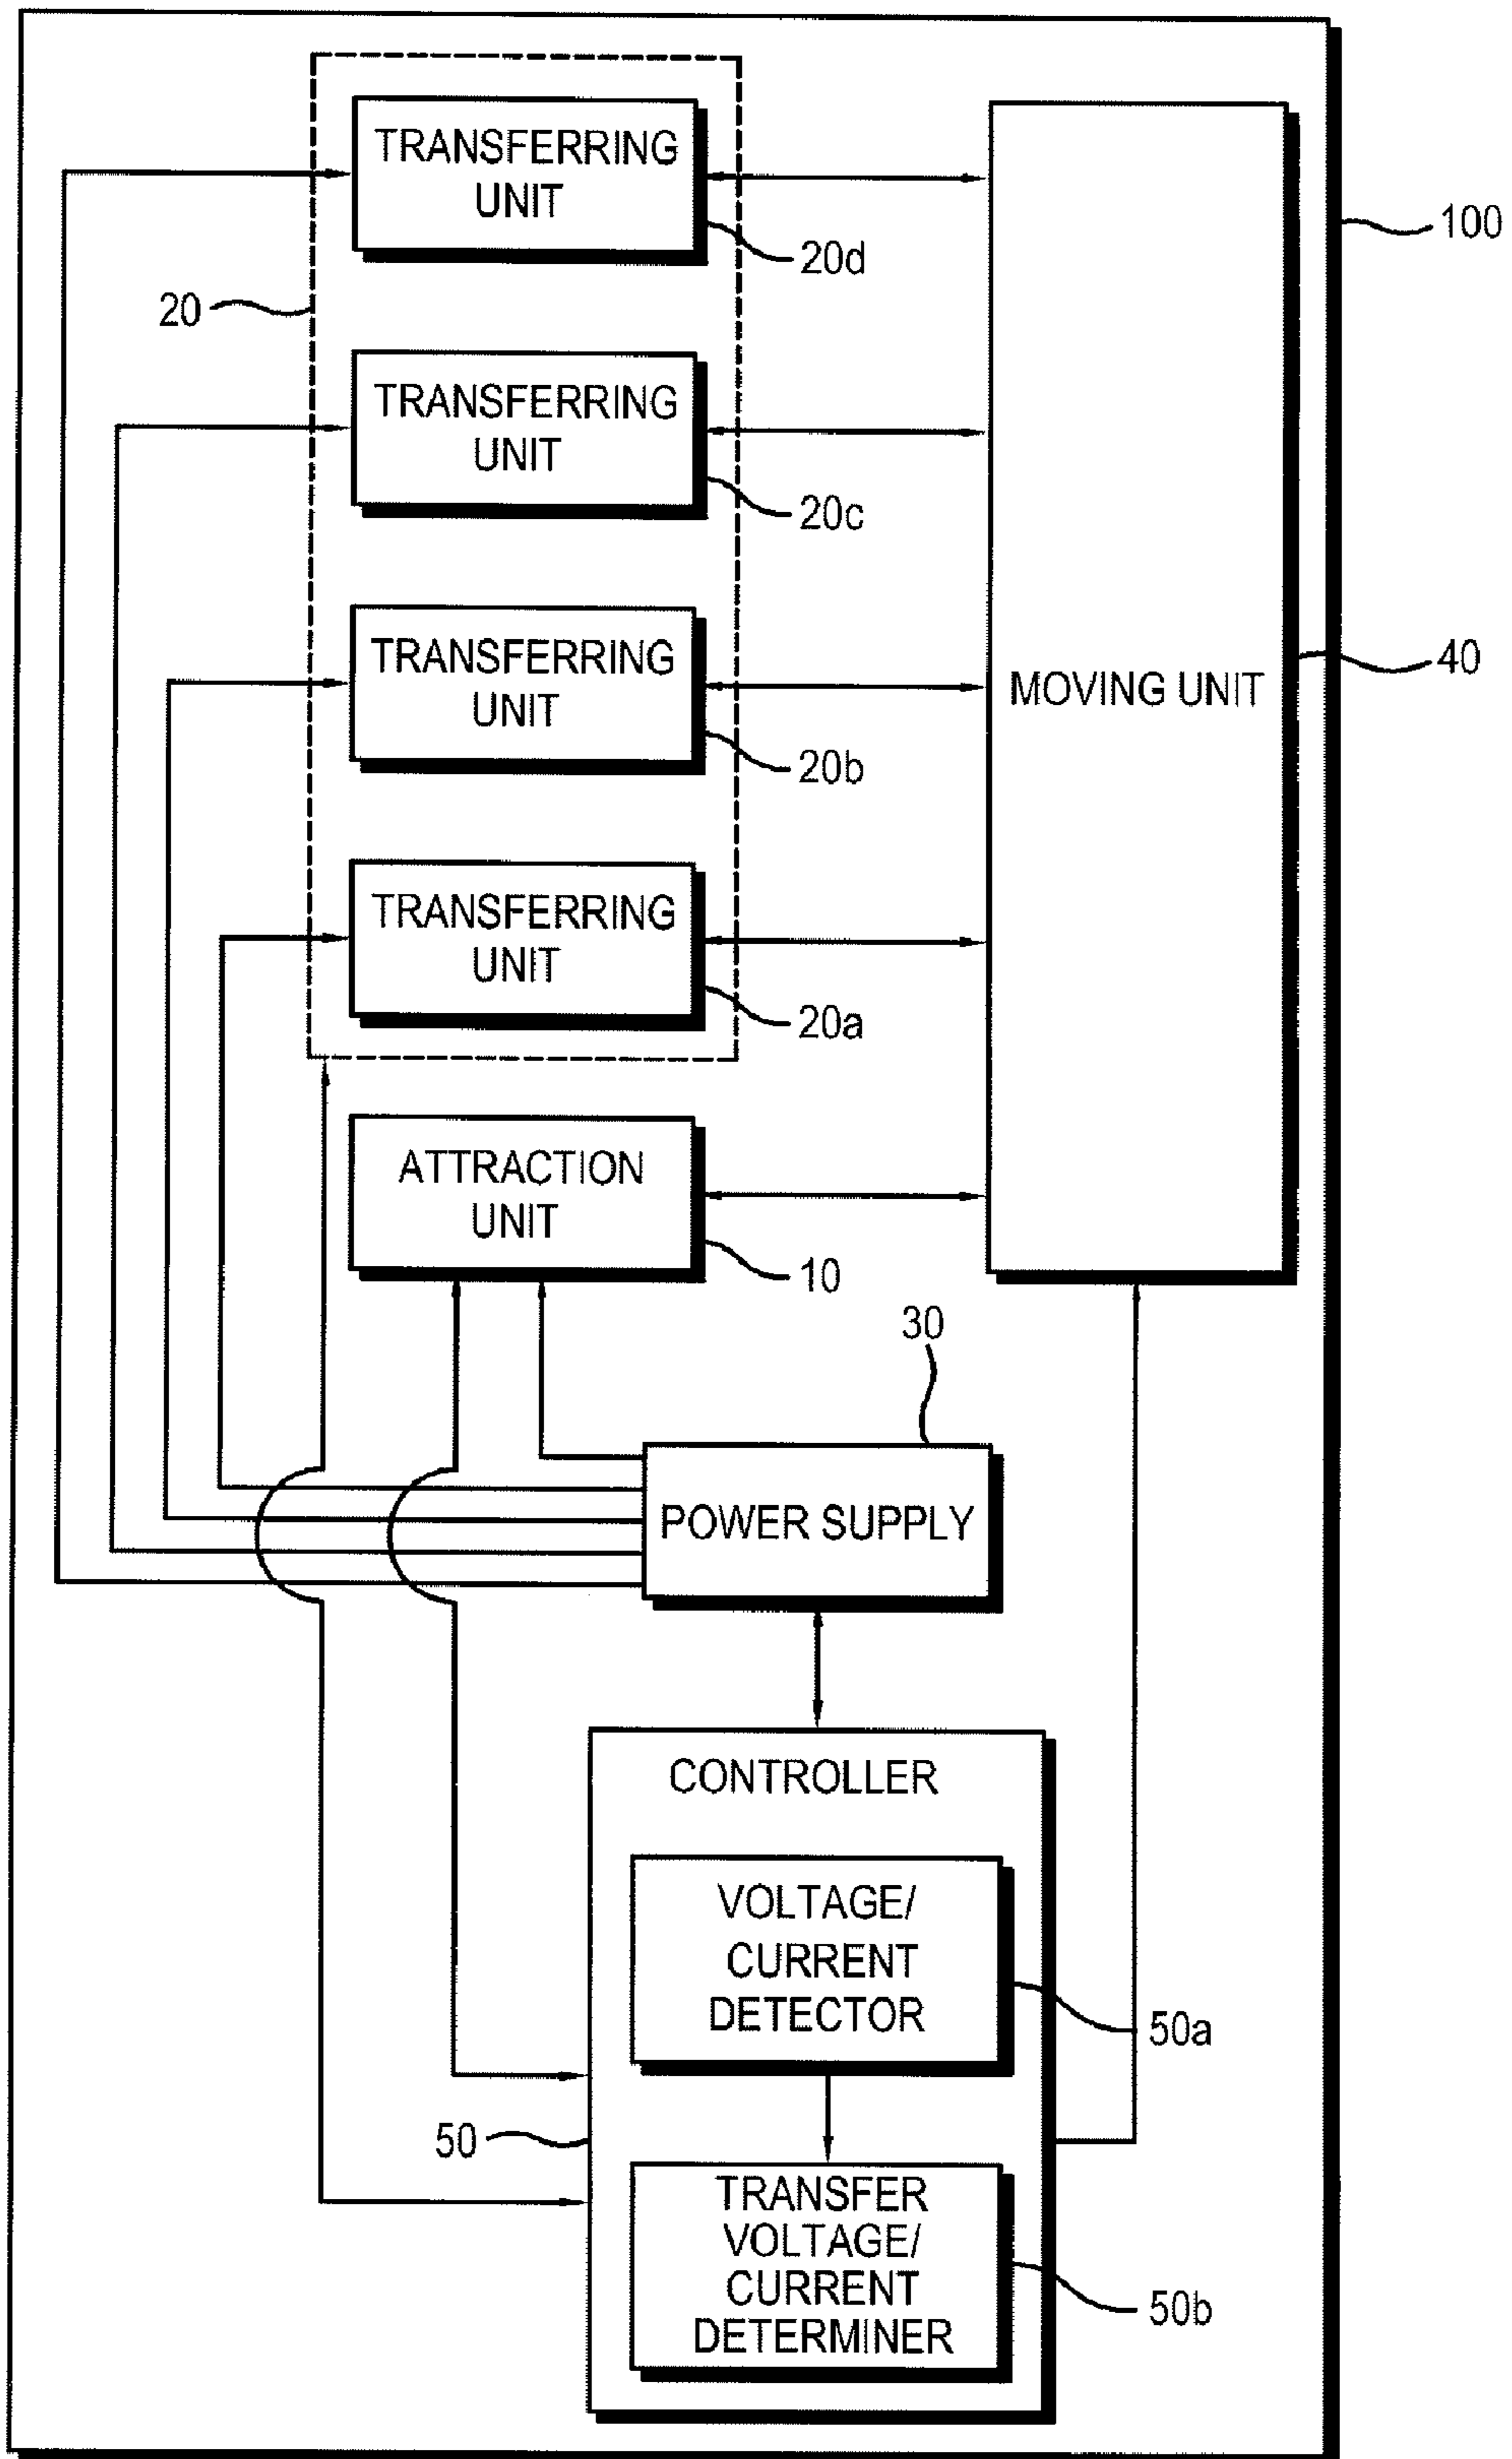 TRANSFERRING
UNIT
20d
100
20
TRANSFERRING
UNIT
20c
TRANSFERRING
UNIT
20b
MOVING UNIT
40
TRANSFERRING
UNIT
20a
ATTRACTION
UNIT
10
30
POWER SUPPLY
CONTROLLER
VOLTAGE/
CURRENT
DETECTOR
50a
50
TRANSFER
VOLTAGE/
CURRENT
DETERMINER
50b